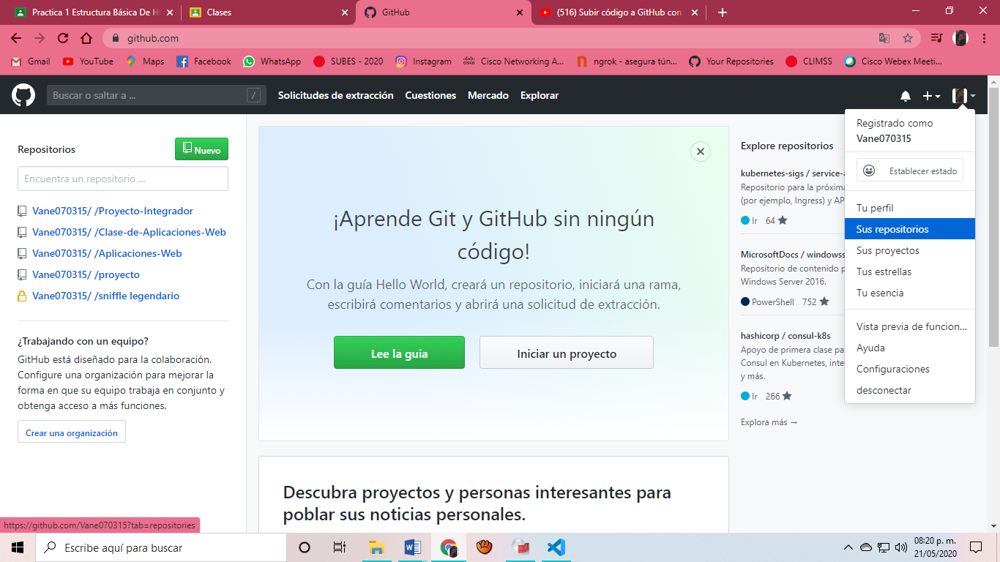 Practica 1 Estructura Básica De H
Clases
GitHub
(516) Subir código a GitHub con
github.com
Gmail
YouTube
Maps
Facebook
WhatsApp
SUBES - 2020
Instagram
Cisco Networking A...
ngrok - asegura tún...
Your Repositories
CLIMSS
Cisco Webex Meeti...
Buscar o saltar a ...
/
Solicitudes de extracción
Cuestiones
Mercado
Explorar
Repositorios
Nuevo
Encuentra un repositorio ...
Vane070315/ /Proyecto-Integrador
Vane070315/ /Clase-de-Aplicaciones-Web
Vane070315/ /Aplicaciones-Web
Vane070315/ /proyecto
Vane070315/ /sniffle legendario
¿Trabajando con un equipo?
GitHub está diseñado para la colaboración.
Configure una organización para mejorar la
forma en que su equipo trabaja en conjunto y
obtenga acceso a más funciones.
Crear una organización
¡Aprende Git y GitHub sin ningún
código!
Con la guía Hello World, creará un repositorio, iniciará una rama,
escribirá comentarios y abrirá una solicitud de extracción.
Lee la guia
Iniciar un proyecto
Descubra proyectos y personas interesantes para
poblar sus noticias personales.
Explore repositorios
kubernetes-sigs / service-
Repositorio para la próxim
(por ejemplo, Ingress) y AP
Ir 64
MicrosoftDocs / windowss
Repositorio de contenido p
Windows Server 2016.
PowerShell 752
hashicorp / consul-k8s
Apoyo de primera clase pa
Consul en Kubernetes, inte
y más.
Ir 266
Explora más →
Registrado como
Vane070315
Establecer estado
Tu perfil
Sus repositorios
Sus proyectos
Tus estrellas
Tu esencia
Vista previa de funcion...
Ayuda
Configuraciones
desconectar
https://github.com/Vane070315?tab=repositories
Escribe aquí para buscar
08:20 p. m.
21/05/2020